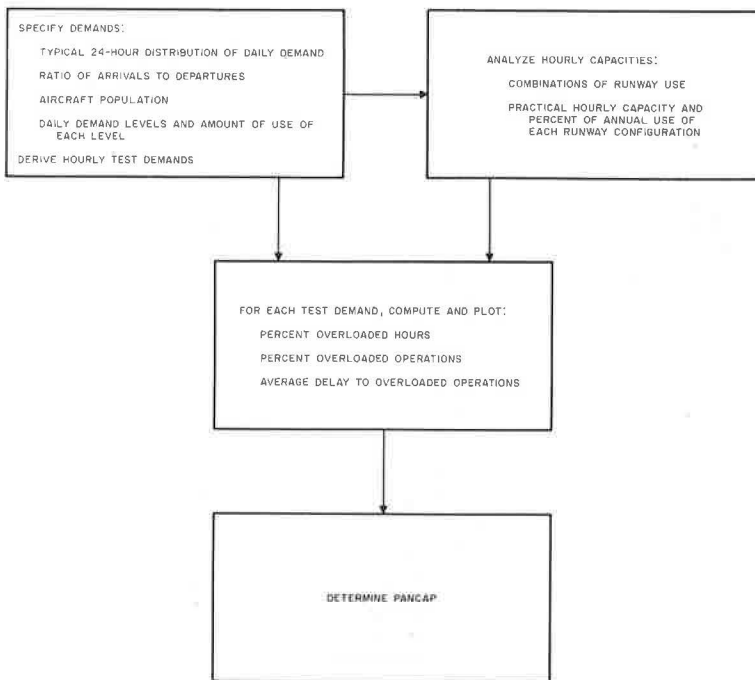 SPECIFY DEMANDS:
TYPICAL 24-HOUR DISTRIBUTION OF DAILY DEMAND
RATIO OF ARRIVALS TO DEPARTURES
AIRCRAFT POPULATION
DAILY DEMAND LEVELS AND AMOUNT OF USE OF
EACH LEVEL
DERIVE HOURLY TEST DEMANDS
ANALYZE HOURLY CAPACITIES:
COMBINATIONS OF RUNWAY USE
PRACTICAL HOURLY CAPACITY AND
PERCENT OF ANNUAL USE OF
EACH RUNWAY CONFIGURATION
FOR EACH TEST DEMAND, COMPUTE AND PLOT:
PERCENT OVERLOADED HOURS
PERCENT OVERLOADED OPERATIONS
AVERAGE DELAY TO OVERLOADED OPERATIONS
DETERMINE PANCAP